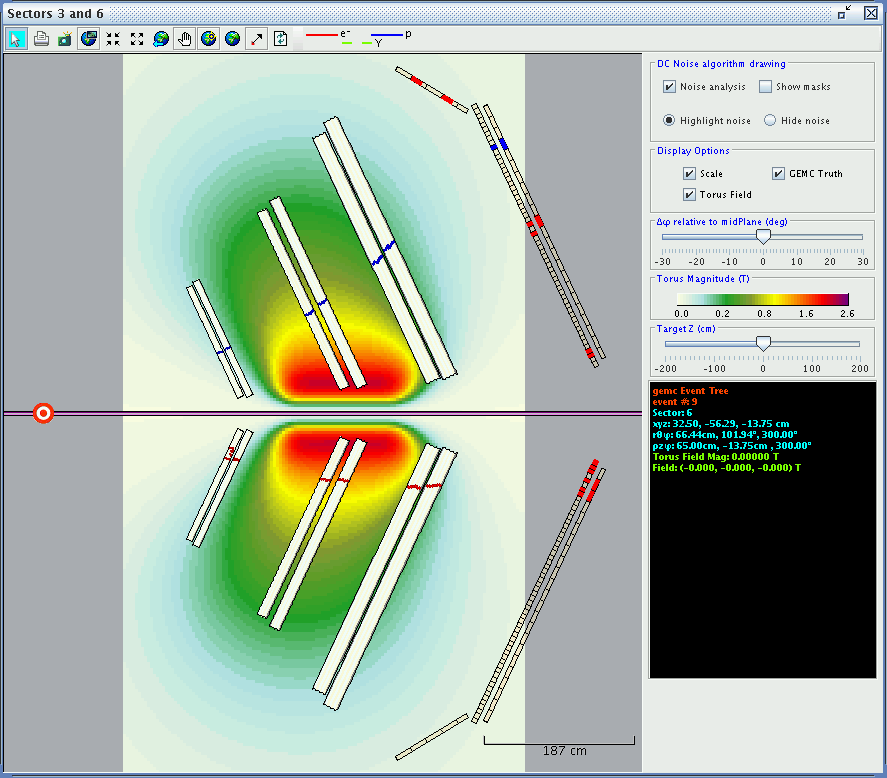 Sectors 3 and 6
e- p
γ
DC Noise algorithm drawing
Noise analysis Show masks
Highlight noise Hide noise
Display Options
Scale GEMC Truth
Torus Field
Δφ relative to midPlane (deg)
-30 -20 -10 0 10 20 30
Torus Magnitude (T)
0.0 0.2 0.8 1.6 2.6
Target Z (cm)
-200 -100 0 100 200
gemc Event Tree
event #: 9
Sector: 6
xyz: 32.50, -56.29, -13.75 cm
rθφ: 66.44cm, 101.94°, 300.00°
ρzφ: 65.00cm, -13.75cm , 300.00°
Torus Field Mag: 0.00000 T
Field: (-0.000, -0.000, -0.000) T
187 cm